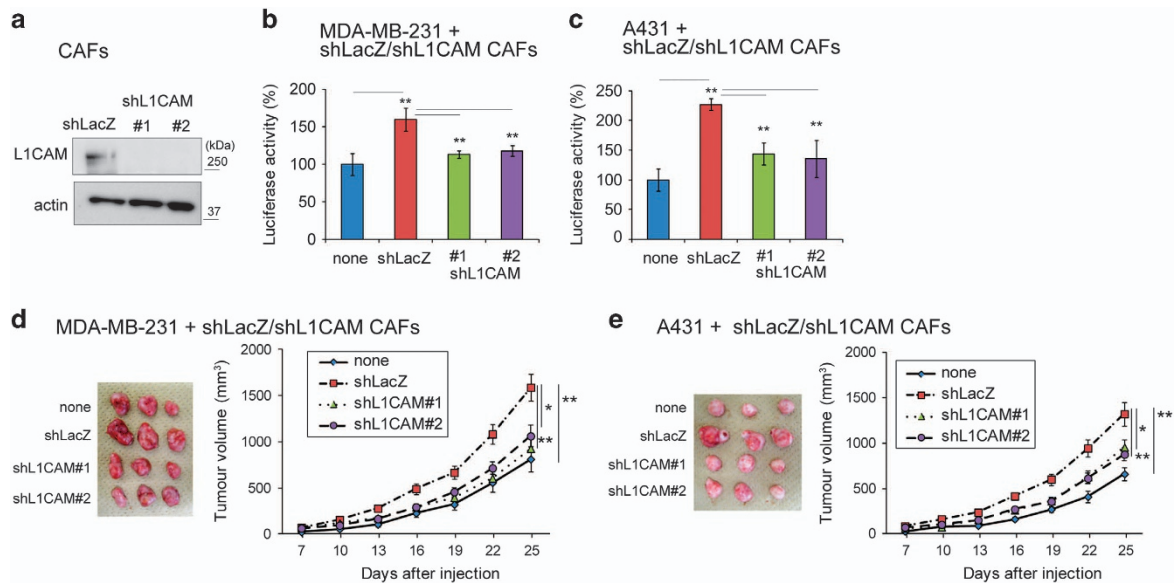 a
CAFs
shL1CAM
shLacZ #1 #2
(kDa)
L1CAM
250
actin
37
b
MDA-MB-231 +
shLacZ/shL1CAM CAFs
Luciferase activity (%)
200
150
100
50
0
**
**
**
none shLacZ #1 #2
shL1CAM
c
A431 +
shLacZ/shL1CAM CAFs
Luciferase activity (%)
250
200
150
100
50
0
**
**
**
none shLacZ #1 #2
shL1CAM
d
MDA-MB-231 + shLacZ/shL1CAM CAFs
none
shLacZ
shL1CAM#1
shL1CAM#2
Tumour volume (mm³)
2000
1500
1000
500
0
none
shLacZ
shL1CAM#1
shL1CAM#2
**
*
**
7 10 13 16 19 22 25
Days after injection
e
A431 + shLacZ/shL1CAM CAFs
none
shLacZ
shL1CAM#1
shL1CAM#2
Tumour volume (mm³)
2000
1500
1000
500
0
none
shLacZ
shL1CAM#1
shL1CAM#2
**
*
**
7 10 13 16 19 22 25
Days after injection